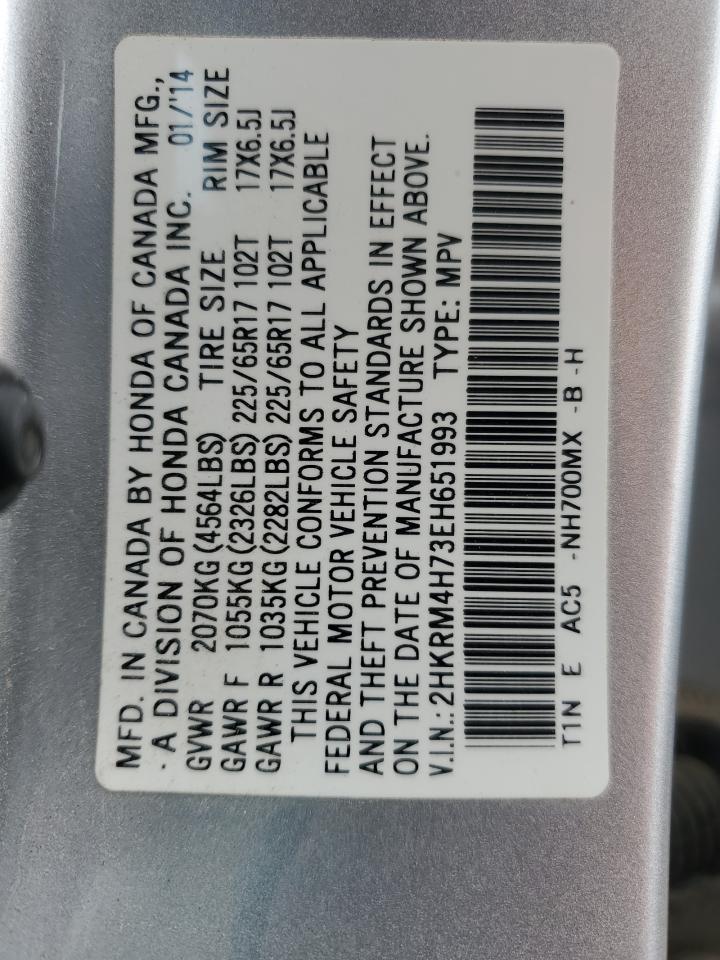 MFD. IN CANADA BY HONDA OF CANADA MFG.,
· A DIVISION OF HONDA CANADA INC. 01/'14
GVWR 2070KG(4564LBS) TIRE SIZE RIM SIZE
GAWR F 1055KG(2326LBS) 225/65R17 102T 17X6.5J
GAWR R 1035KG(2282LBS) 225/65R17 102T 17X6.5J
THIS VEHICLE CONFORMS TO ALL APPLICABLE
FEDERAL MOTOR VEHICLE SAFETY
AND THEFT PREVENTION STANDARDS IN EFFECT
ON THE DATE OF MANUFACTURE SHOWN ABOVE.
V.I.N.:2HKRM4H73EH651993 TYPE: MPV
T1N E AC5 -NH700MX -B -H